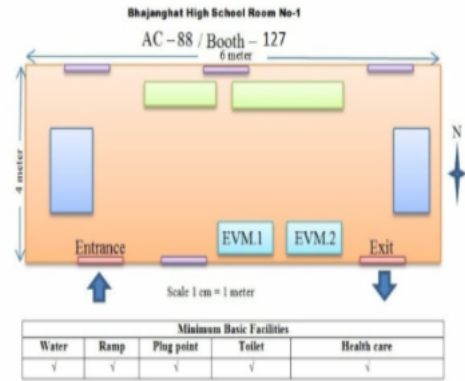 Bhajanghat High School Room No-1
AC – 88 / Booth – 127
6 meter
4 meter
N
EVM.1 EVM.2
Entrance Exit
Scale 1 cm = 1 meter
Minimum Basic Facilities
Water Ramp Plug point Toilet Health care
√ √ √ √ √